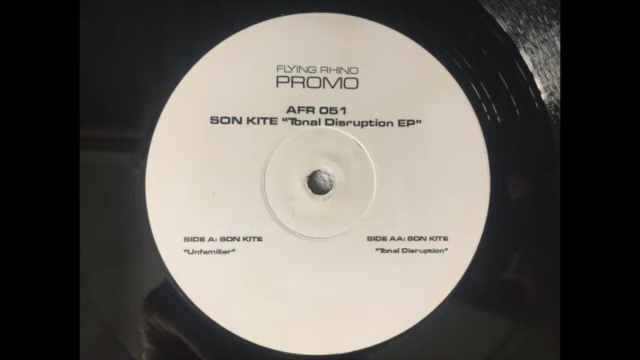 FLYING RHINO
PROMO
AFR 051
SON KITE "Tonal Disruption EP"
SIDE A: SON KITE
"Unfamiliar"
SIDE AA: SON KITE
"Tonal Disruption"